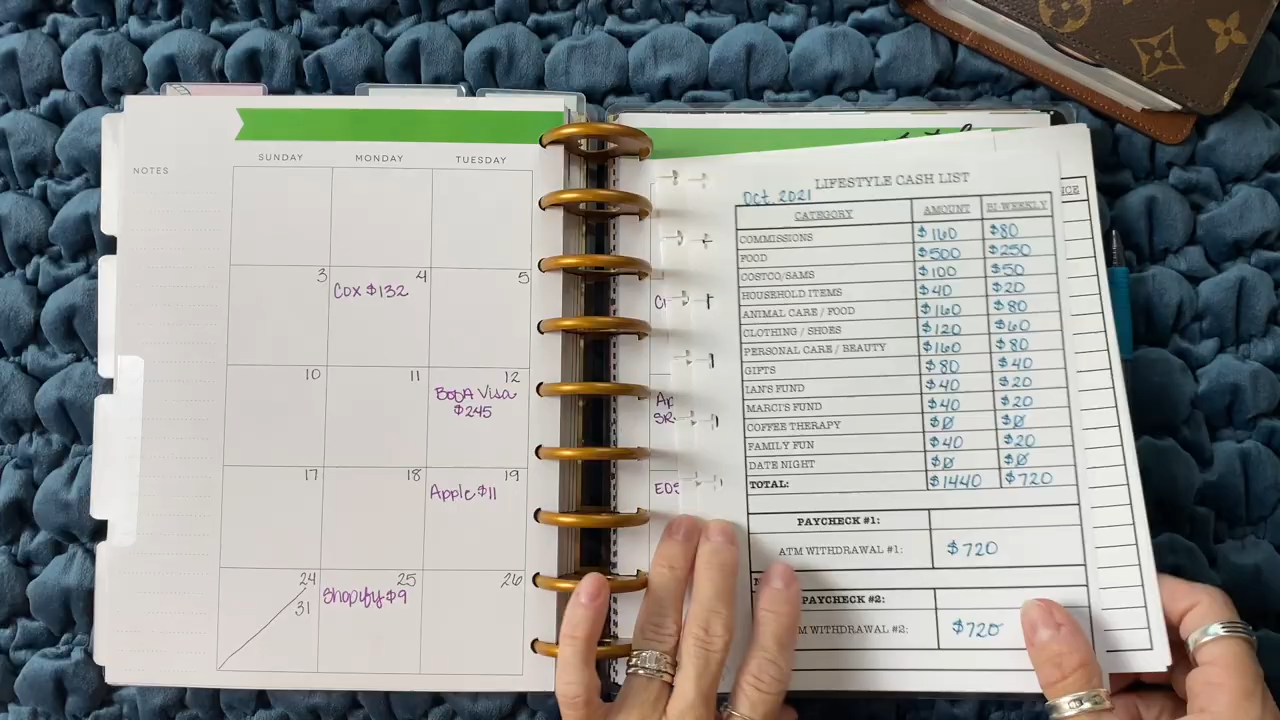 NOTES
SUNDAY MONDAY TUESDAY
3 4 5
Cox $132
10 11 12
BofA Visa
$245
17 18 19
Apple $11
24 25 26
Shopify $9
31
LIFESTYLE CASH LIST
Oct. 2021
CATEGORY AMOUNT BI-WEEKLY
COMMISSIONS $160 $80
FOOD $500 $250
COSTCO/SAMS $100 $50
HOUSEHOLD ITEMS $40 $20
ANIMAL CARE / FOOD $160 $80
CLOTHING / SHOES $120 $60
PERSONAL CARE / BEAUTY $160 $80
GIFTS $80 $40
IAN'S FUND $40 $20
MARCI'S FUND $40 $20
COFFEE THERAPY $0 $0
FAMILY FUN $40 $20
DATE NIGHT $0 $0
TOTAL: $1440 $720
PAYCHECK #1:
ATM WITHDRAWAL #1: $720
PAYCHECK #2:
M WITHDRAWAL #2: $720
EDS